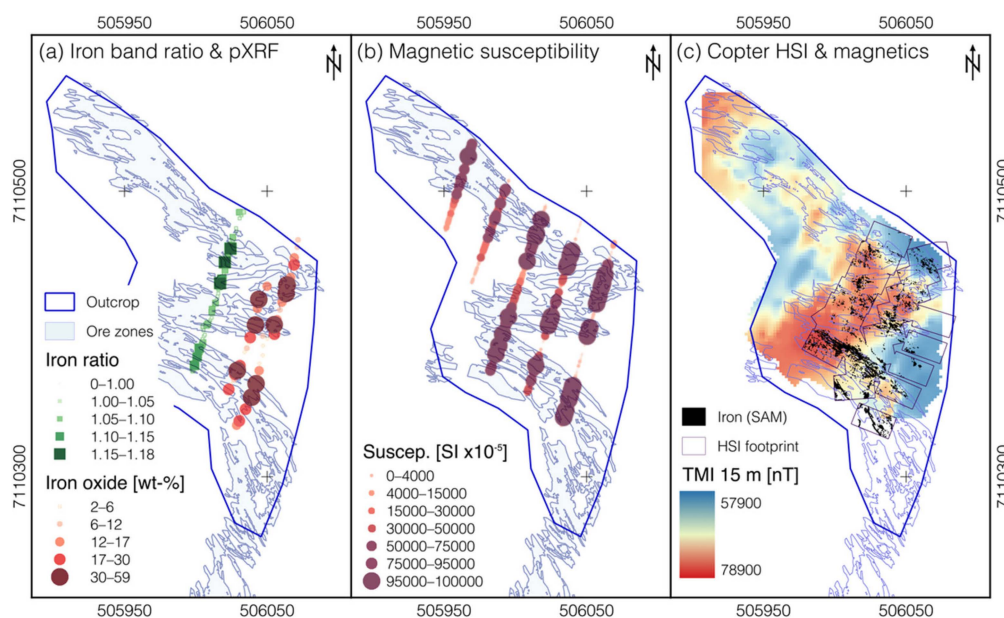 505950 506050 505950 506050 505950 506050
(a) Iron band ratio & pXRF
N
7110500
7110300
Outcrop
Ore zones
Iron ratio
0–1.00
1.00–1.05
1.05–1.10
1.10–1.15
1.15–1.18
Iron oxide [wt-%]
2–6
6–12
12–17
17–30
30–59
(b) Magnetic susceptibility
N
Suscep. [SI x10⁻⁵]
0–4000
4000–15000
15000–30000
30000–50000
50000–75000
75000–95000
95000–100000
(c) Copter HSI & magnetics
N
Iron (SAM)
HSI footprint
TMI 15 m [nT]
57900
78900
7110500
7110300
505950 506050 505950 506050 505950 506050